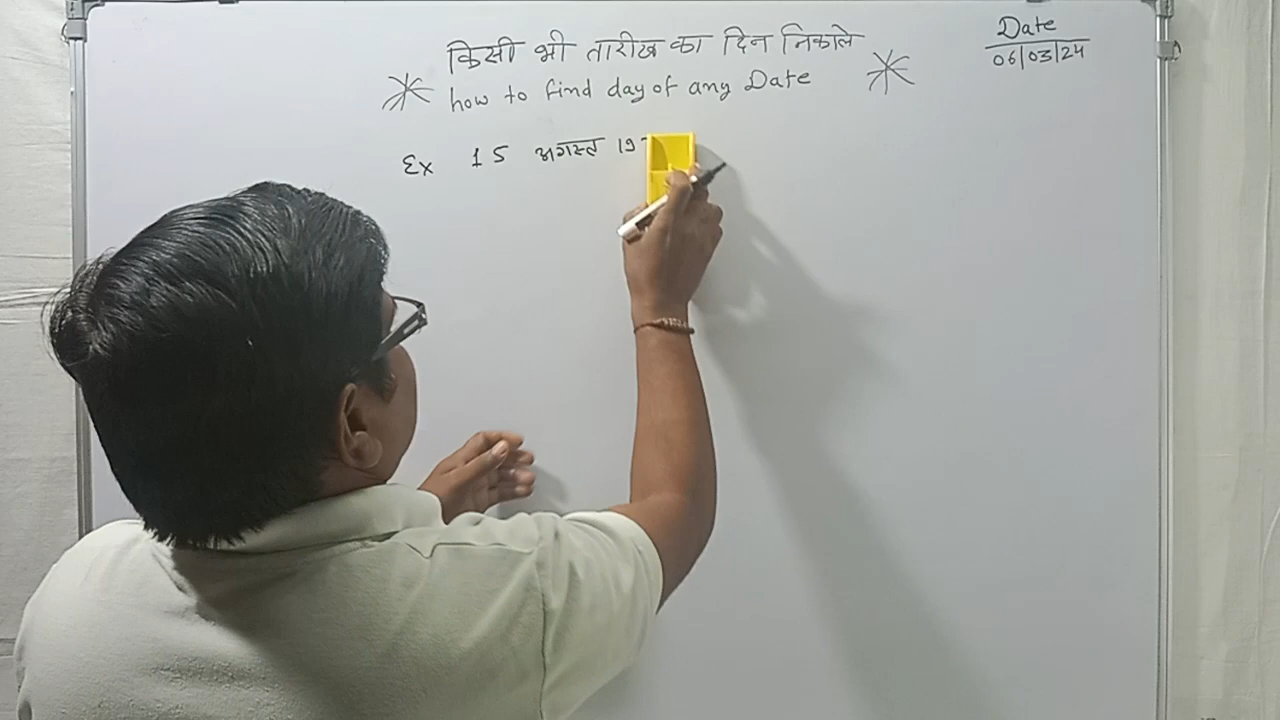 किसी भी तारीख का दिन निकाले
how to find day of any Date
Date
06/03/24
Ex 15 अगस्त 19